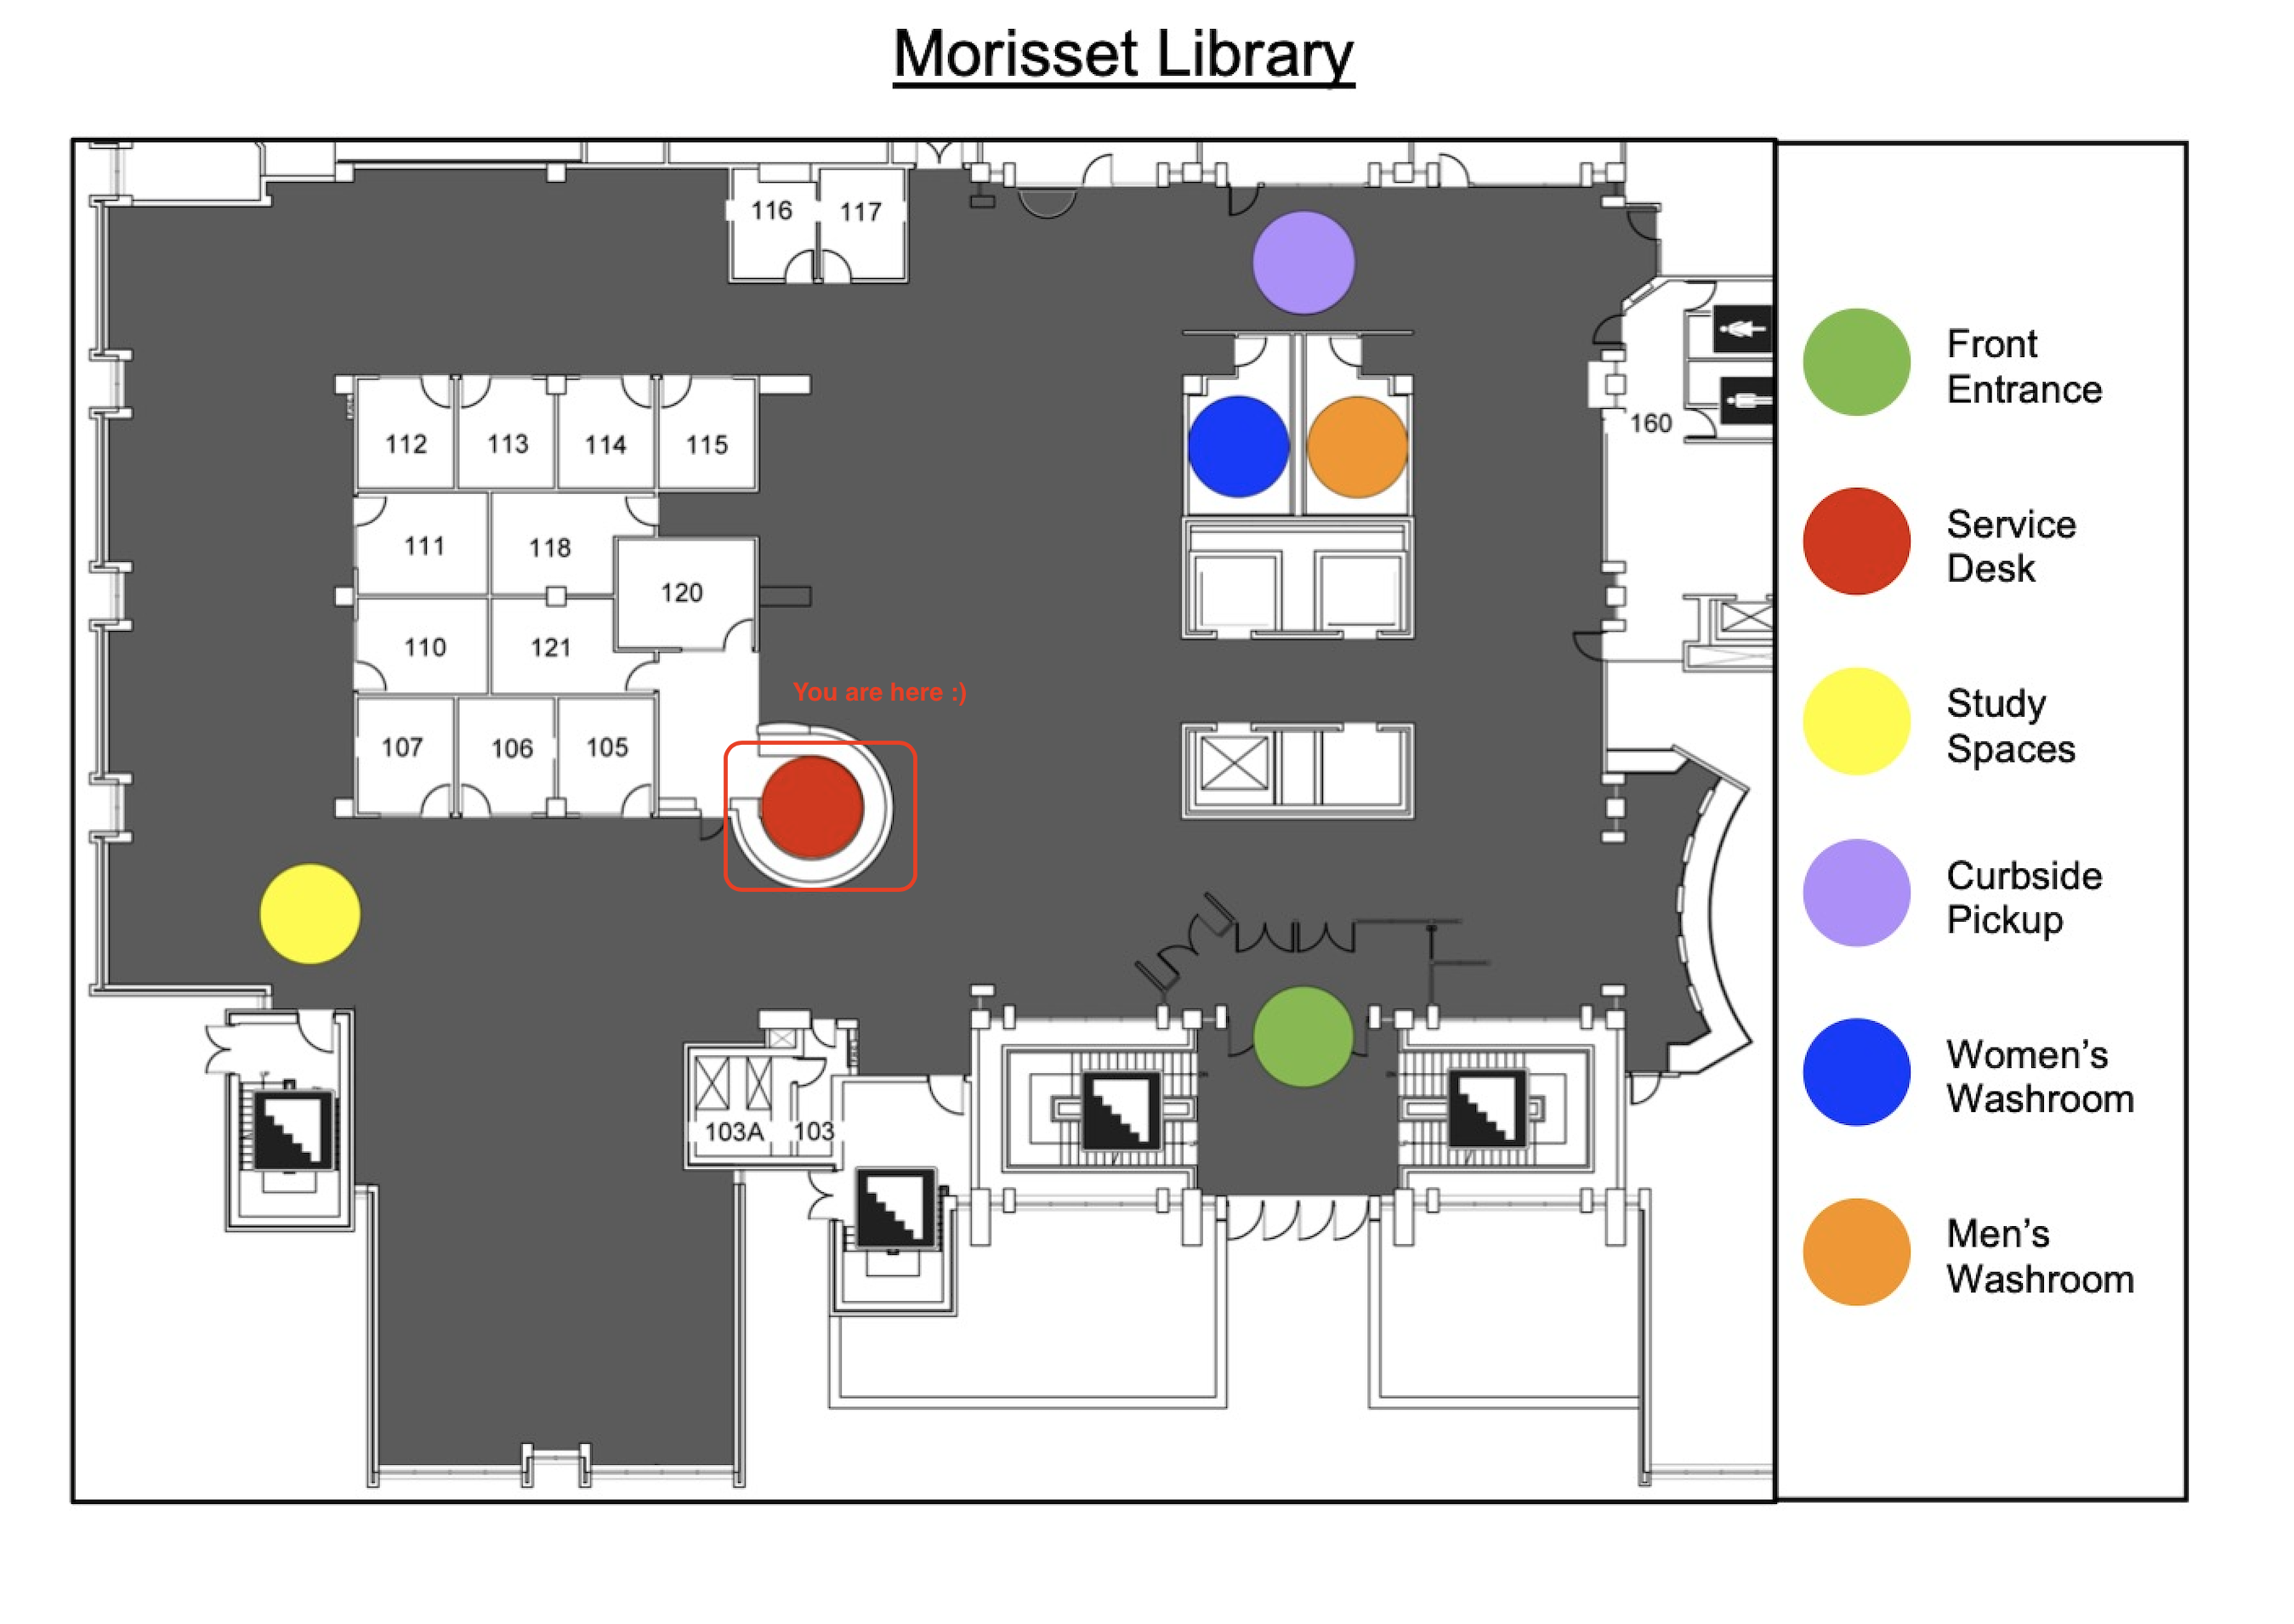 Morisset Library
116
117
112
113
114
115
160
111
118
120
110
121
You are here :)
107
106
105
103A
103
Front
Entrance
Service
Desk
Study
Spaces
Curbside
Pickup
Women’s
Washroom
Men’s
Washroom